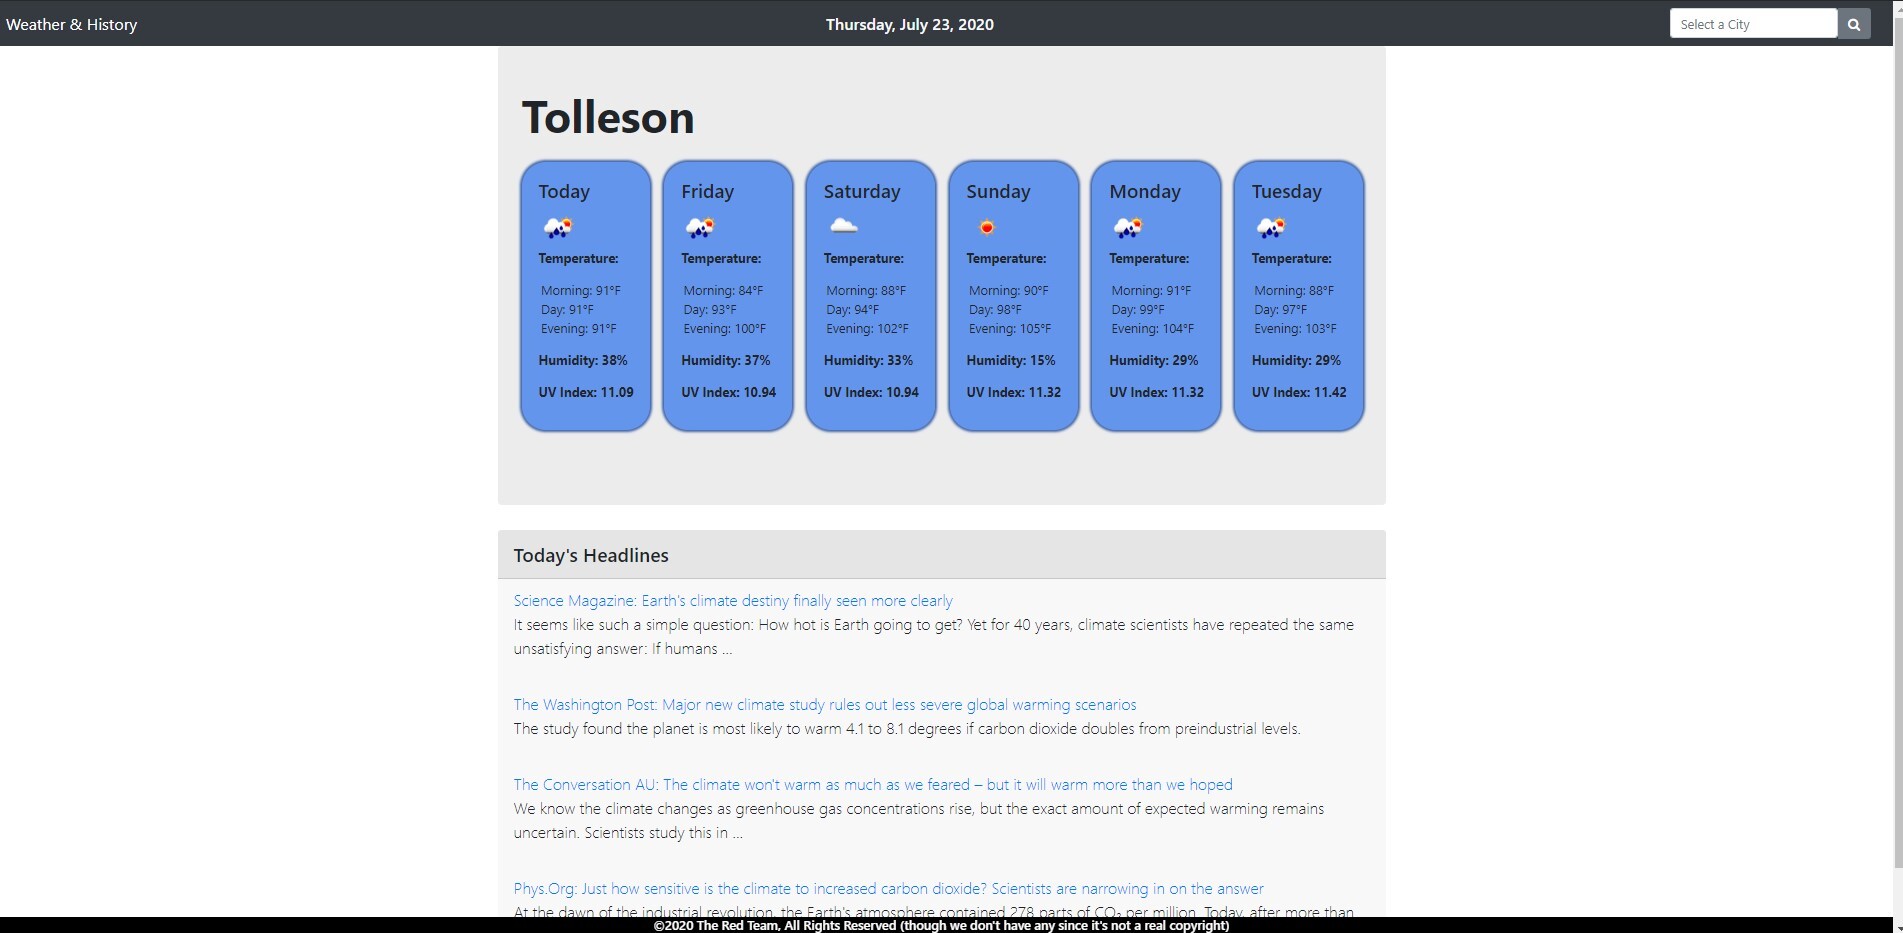 Weather & History
Thursday, July 23, 2020
Select a City
Tolleson
Today
Temperature:
Morning: 91°F
Day: 91°F
Evening: 91°F
Humidity: 38%
UV Index: 11.09
Friday
Temperature:
Morning: 84°F
Day: 93°F
Evening: 100°F
Humidity: 37%
UV Index: 10.94
Saturday
Temperature:
Morning: 88°F
Day: 94°F
Evening: 102°F
Humidity: 33%
UV Index: 10.94
Sunday
Temperature:
Morning: 90°F
Day: 98°F
Evening: 105°F
Humidity: 15%
UV Index: 11.32
Monday
Temperature:
Morning: 91°F
Day: 99°F
Evening: 104°F
Humidity: 29%
UV Index: 11.32
Tuesday
Temperature:
Morning: 88°F
Day: 97°F
Evening: 103°F
Humidity: 29%
UV Index: 11.42
Today's Headlines
Science Magazine: Earth's climate destiny finally seen more clearly
It seems like such a simple question: How hot is Earth going to get? Yet for 40 years, climate scientists have repeated the same
unsatisfying answer: If humans ...
The Washington Post: Major new climate study rules out less severe global warming scenarios
The study found the planet is most likely to warm 4.1 to 8.1 degrees if carbon dioxide doubles from preindustrial levels.
The Conversation AU: The climate won't warm as much as we feared – but it will warm more than we hoped
We know the climate changes as greenhouse gas concentrations rise, but the exact amount of expected warming remains
uncertain. Scientists study this in ...
Phys.Org: Just how sensitive is the climate to increased carbon dioxide? Scientists are narrowing in on the answer
At the dawn of the industrial revolution, the Earth's atmosphere contained 278 parts of CO₂ per million. Today, after more than
©2020 The Red Team, All Rights Reserved (though we don't have any since it's not a real copyright)